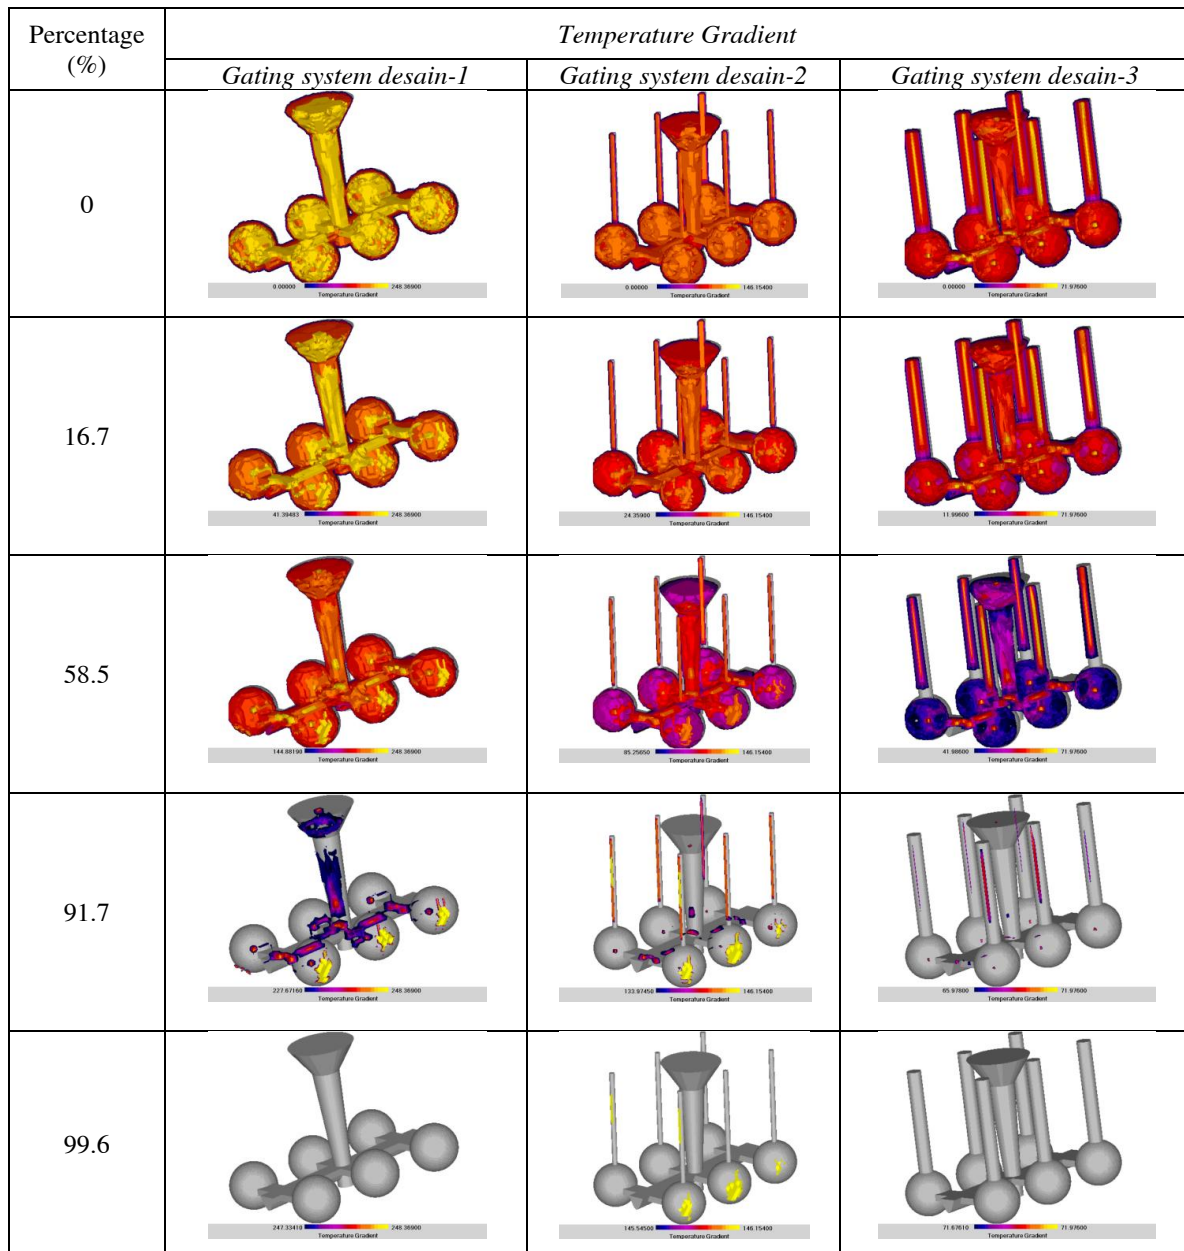 Percentage
(%)
Temperature Gradient
Gating system desain-1
Gating system desain-2
Gating system desain-3
0
0.00000 248.36900
Temperature Gradient
0.00000 146.15400
Temperature Gradient
0.00000 71.97600
Temperature Gradient
16.7
41.39483 248.36900
Temperature Gradient
24.35900 146.15400
Temperature Gradient
11.99600 71.97600
Temperature Gradient
58.5
144.88190 248.36900
Temperature Gradient
85.25650 146.15400
Temperature Gradient
41.98600 71.97600
Temperature Gradient
91.7
227.67160 248.36900
Temperature Gradient
133.97450 146.15400
Temperature Gradient
65.97800 71.97600
Temperature Gradient
99.6
247.33410 248.36900
Temperature Gradient
145.54500 146.15400
Temperature Gradient
71.67610 71.97600
Temperature Gradient